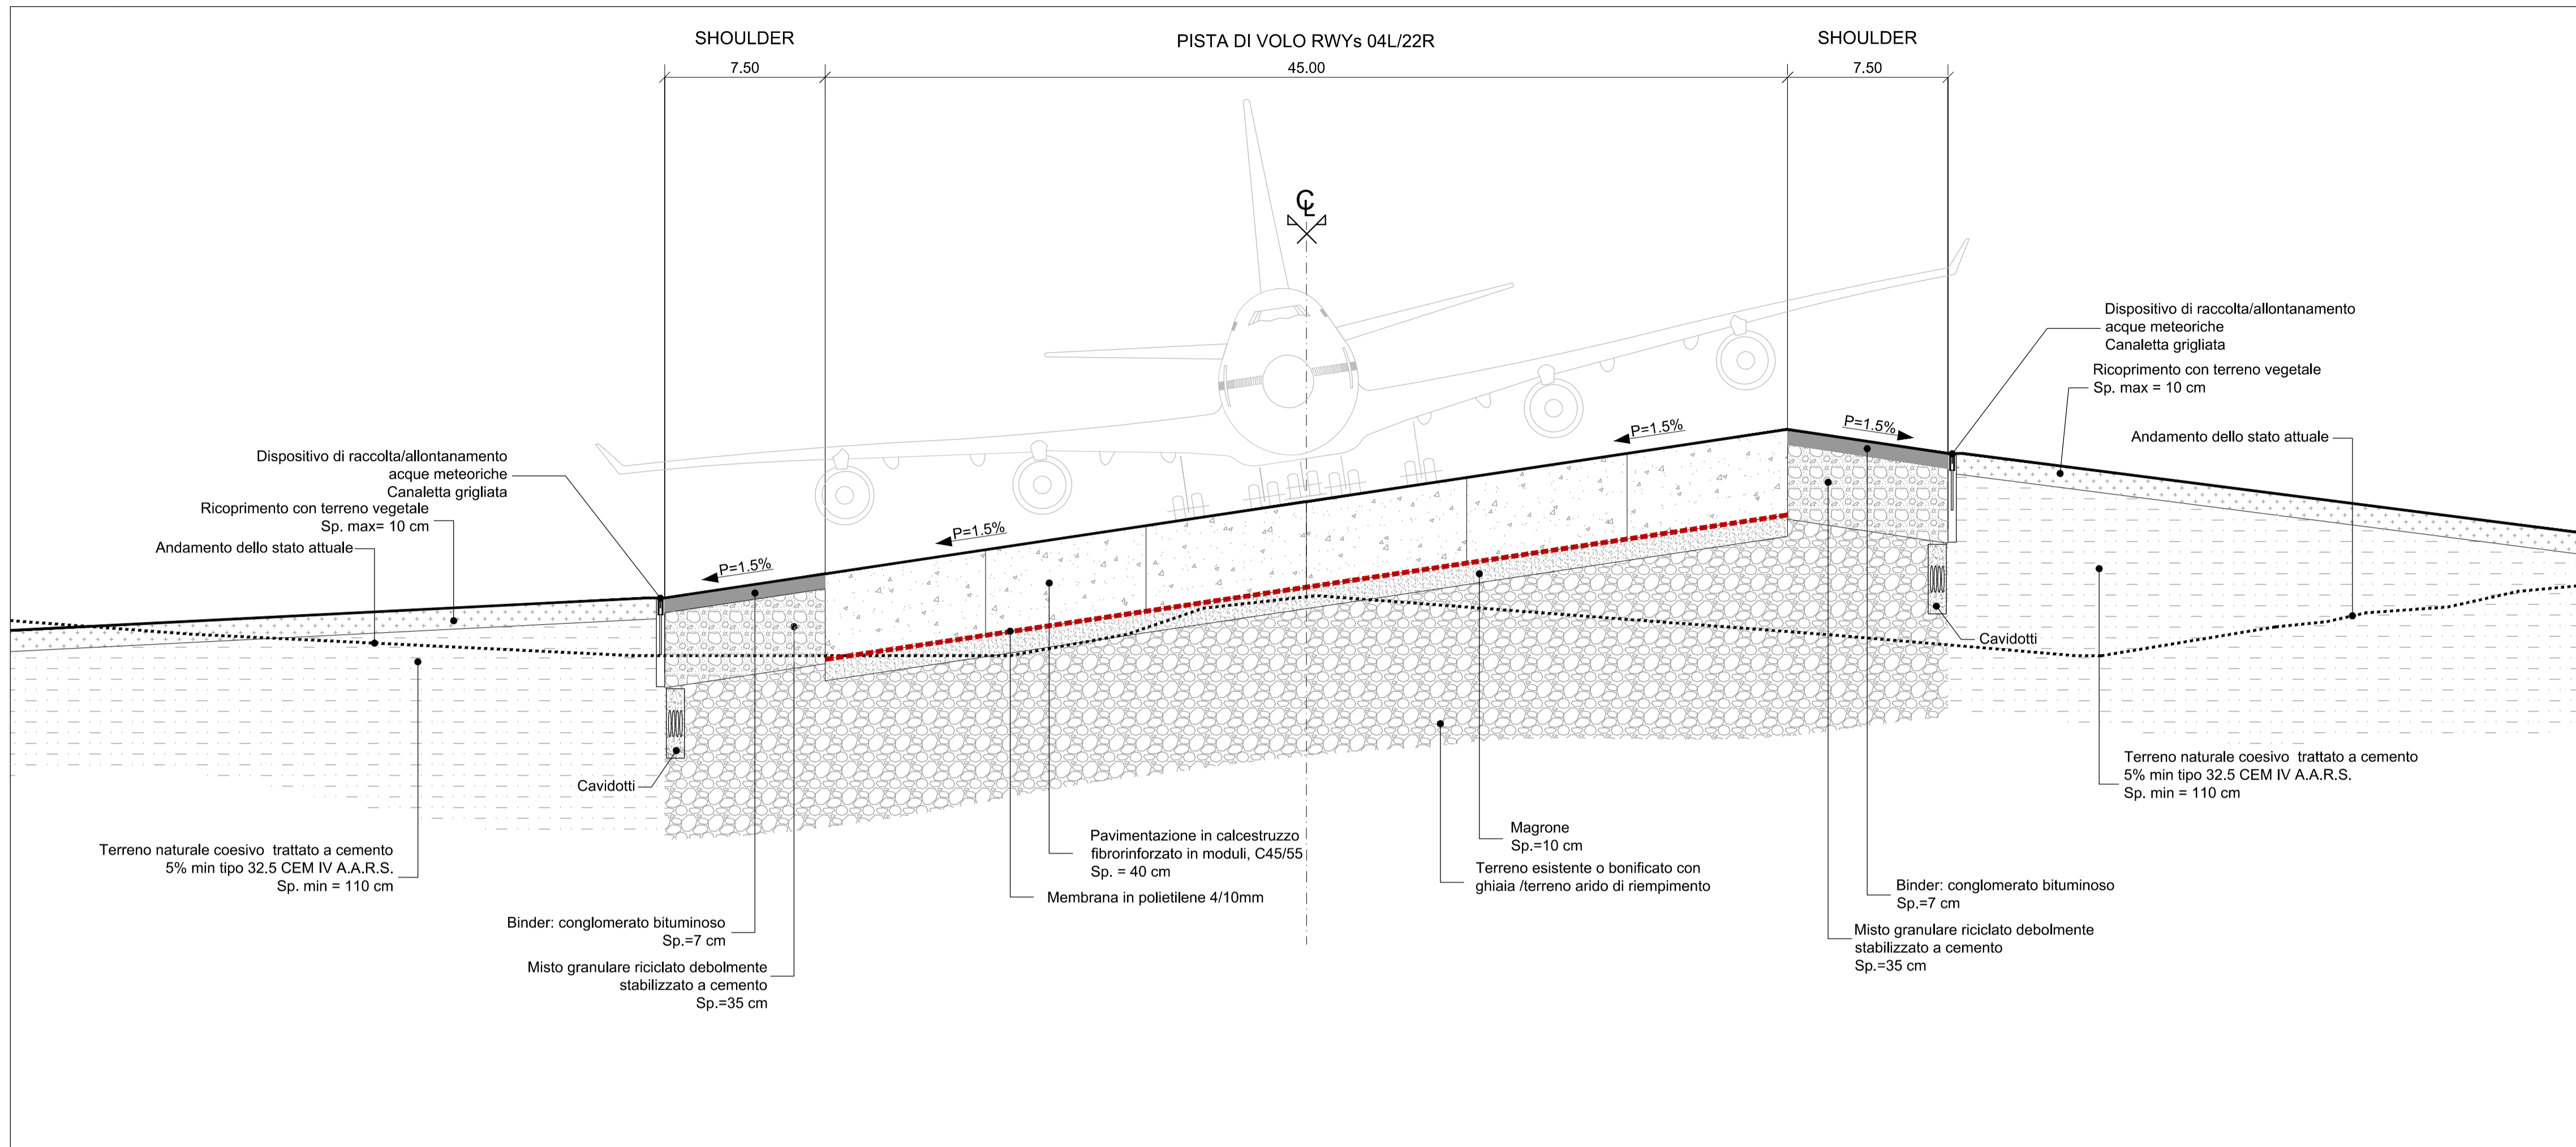 SHOULDER
PISTA DI VOLO RWYs 04L/22R
SHOULDER
7.50
45.00
7.50
CL
Dispositivo di raccolta/allontanamento
acque meteoriche
Canaletta grigliata
Ricoprimento con terreno vegetale
Sp. max = 10 cm
Andamento dello stato attuale
P=1.5%
P=1.5%
P=1.5%
P=1.5%
Dispositivo di raccolta/allontanamento
acque meteoriche
Canaletta grigliata
Ricoprimento con terreno vegetale
Sp. max= 10 cm
Andamento dello stato attuale
Cavidotti
Cavidotti
Terreno naturale coesivo trattato a cemento
5% min tipo 32.5 CEM IV A.A.R.S.
Sp. min = 110 cm
Terreno naturale coesivo trattato a cemento
5% min tipo 32.5 CEM IV A.A.R.S.
Sp. min = 110 cm
Pavimentazione in calcestruzzo
fibrorinforzato in moduli, C45/55
Sp. = 40 cm
Membrana in polietilene 4/10mm
Magrone
Sp.=10 cm
Terreno esistente o bonificato con
ghiaia /terreno arido di riempimento
Binder: conglomerato bituminoso
Sp.=7 cm
Misto granulare riciclato debolmente
stabilizzato a cemento
Sp.=35 cm
Binder: conglomerato bituminoso
Sp.=7 cm
Misto granulare riciclato debolmente
stabilizzato a cemento
Sp.=35 cm